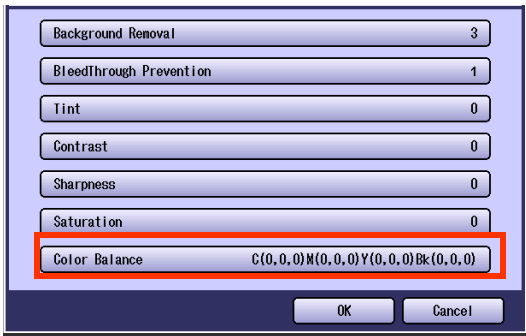 Background Removal 3
BleedThrough Prevention 1
Tint 0
Contrast 0
Sharpness 0
Saturation 0
Color Balance C(0,0,0)M(0,0,0)Y(0,0,0)Bk(0,0,0)
OK Cancel